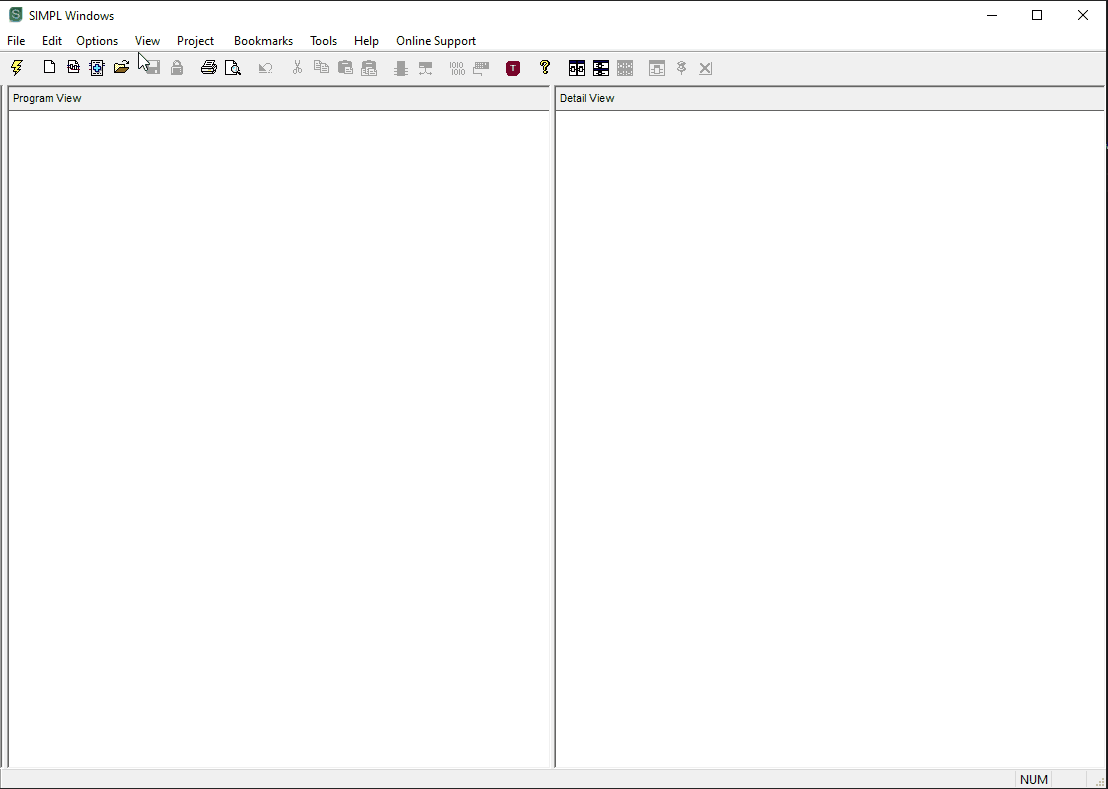 SIMPL Windows
File Edit Options View Project Bookmarks Tools Help Online Support
Program View
Detail View
NUM